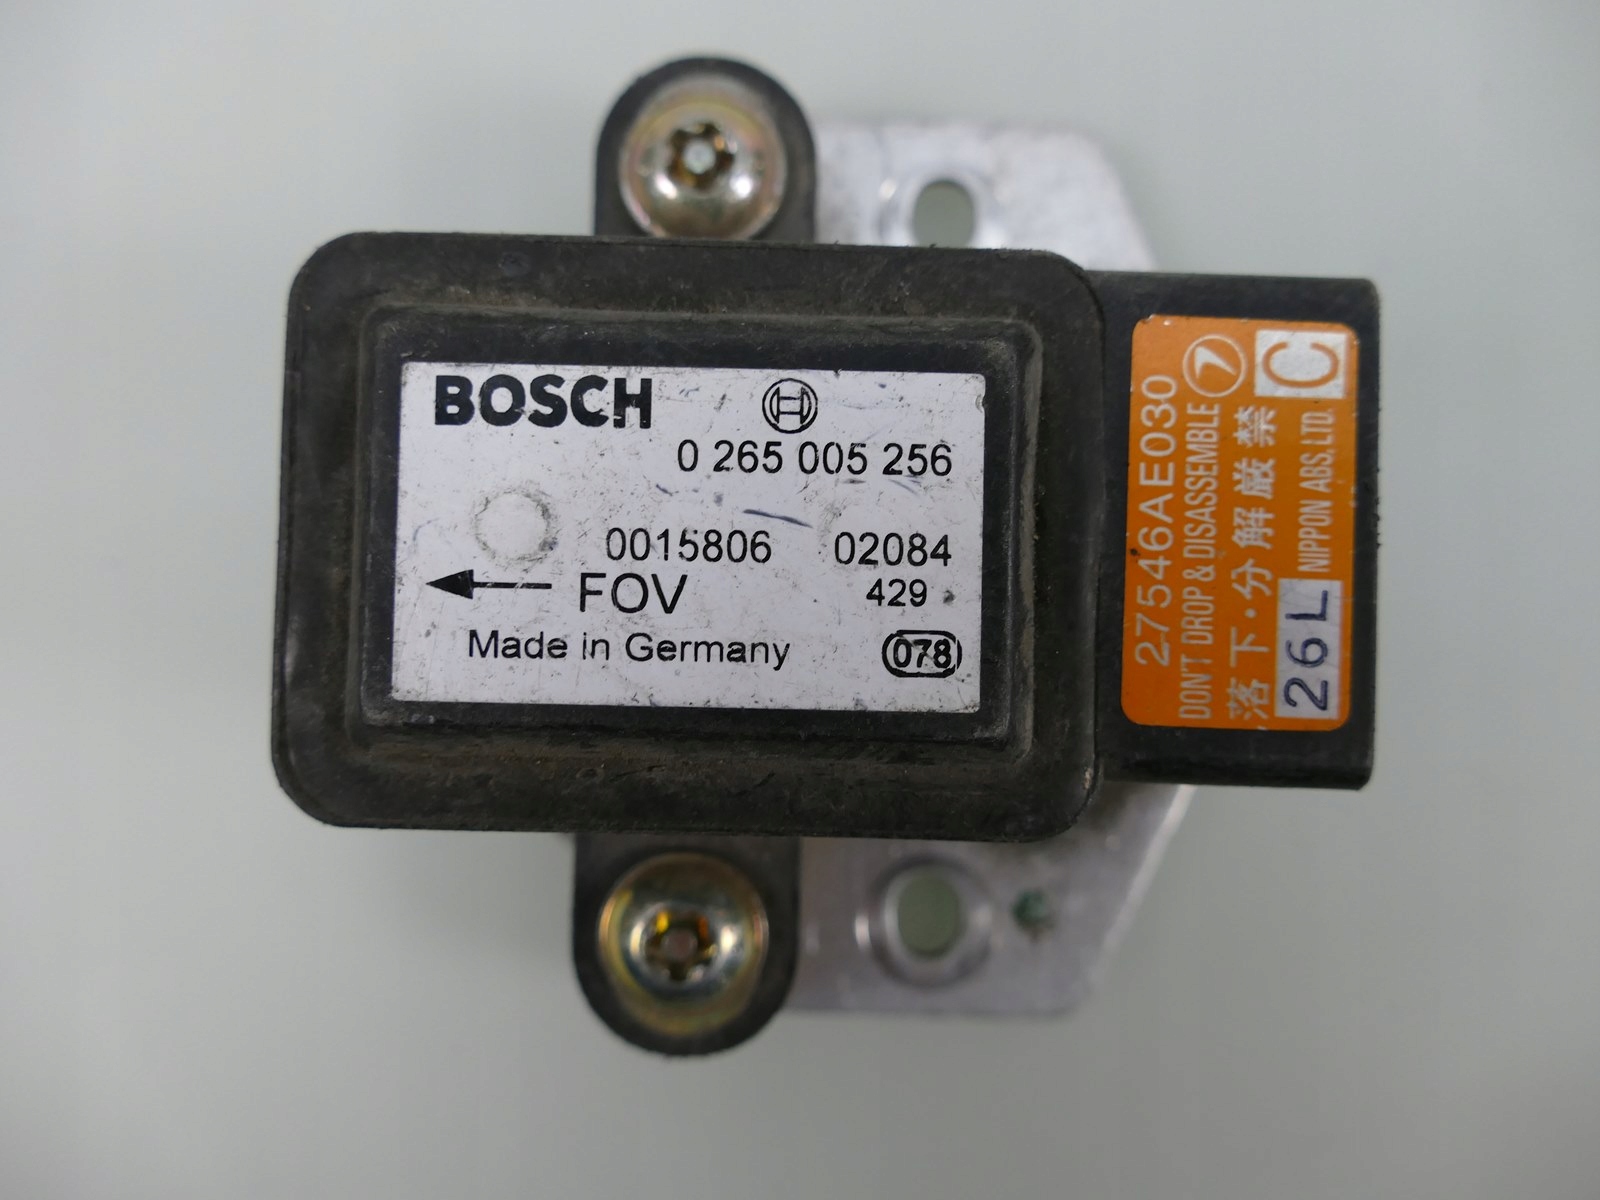 BOSCH
0 265 005 256
0015806 02084
FOV 429
Made in Germany 078
27546AE030
DON'T DROP & DISASSEMBLE 7
落下・分解厳禁
26L NIPPON ABS, LTD. C